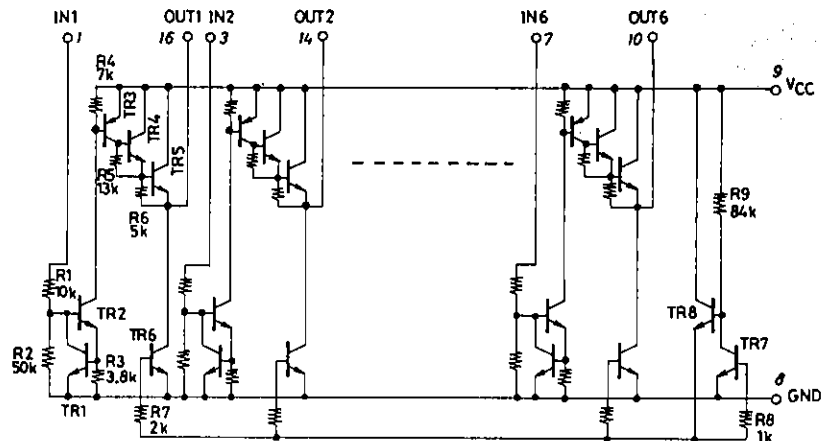 IN1 OUT1 IN2 OUT2 IN6 OUT6
1 16 3 14 7 10
R4
7k
9
VCC
TR3
TR4
TR5
R5
13k
R6
5k
R9
84k
R1
10k
TR2
TR8
TR6
TR7
R2
50k
R3
3.8k
8
GND
TR1
R7
2k
R8
1k